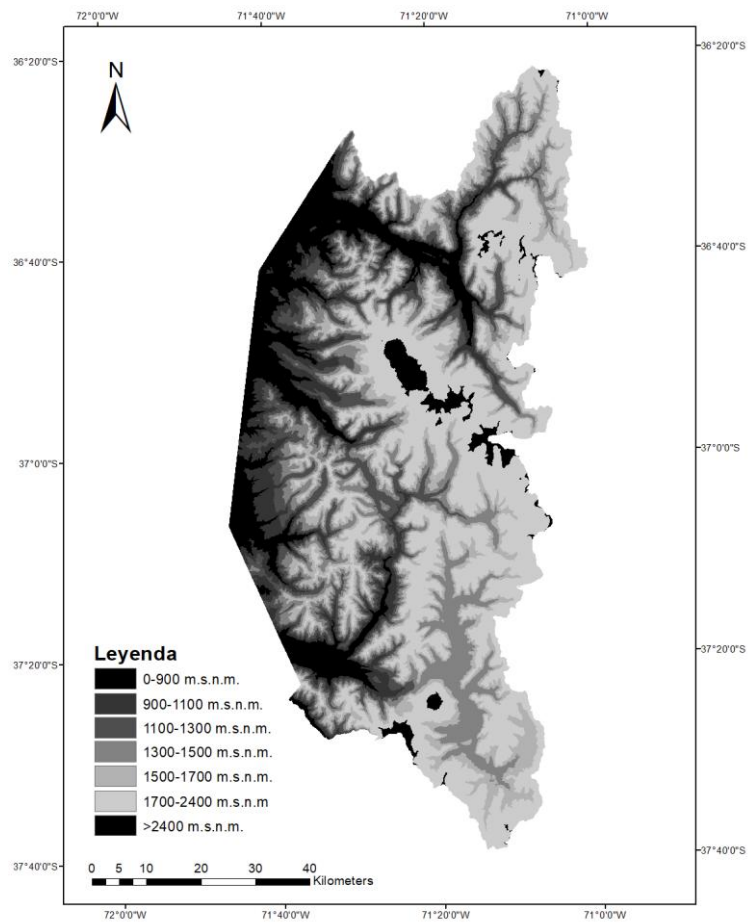 72°0'0"W 71°40'0"W 71°20'0"W 71°0'0"W
36°20'0"S 36°20'0"S
N
36°40'0"S 36°40'0"S
37°0'0"S 37°0'0"S
37°20'0"S 37°20'0"S
Leyenda
0-900 m.s.n.m.
900-1100 m.s.n.m.
1100-1300 m.s.n.m.
1300-1500 m.s.n.m.
1500-1700 m.s.n.m.
1700-2400 m.s.n.m
>2400 m.s.n.m.
37°40'0"S 37°40'0"S
0 5 10 20 30 40
Kilometers
72°0'0"W 71°40'0"W 71°20'0"W 71°0'0"W